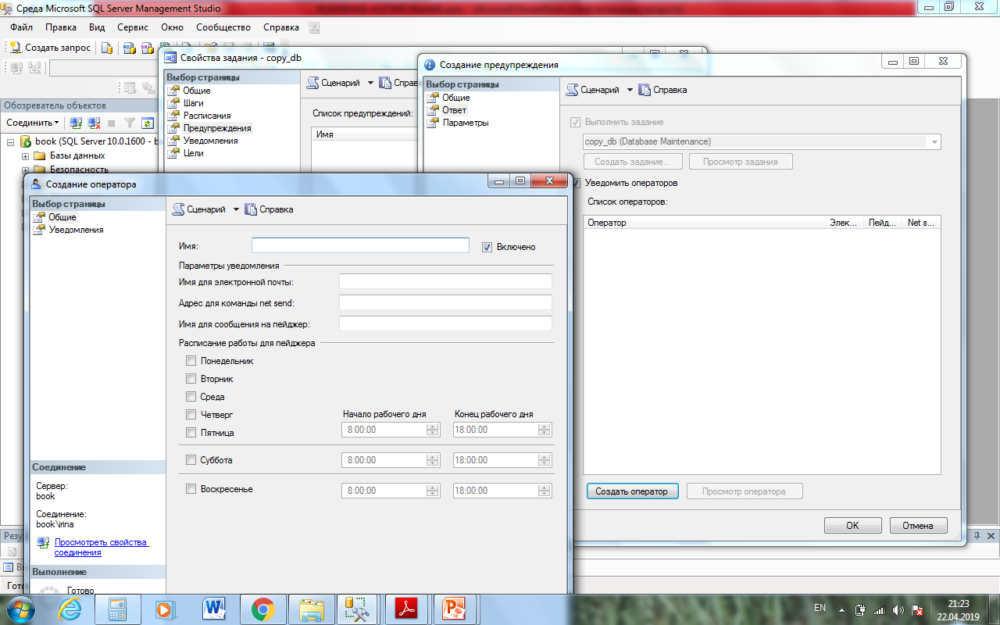 Среда Microsoft SQL Server Management Studio
Файл Правка Вид Сервис Окно Сообщество Справка
Создать запрос
Обозреватель объектов
Соединить
book (SQL Server 10.0.1600 - b
Базы данных
Безопасность
Готo
Свойства задания - copy_db
Выбор страницы
Общие
Шаги
Расписания
Предупреждения
Уведомления
Цели
Сценарий Справ
Список предупреждений:
Имя
Создание предупреждения
Выбор страницы
Общие
Ответ
Параметры
Сценарий Справка
Выполнить задание
copy_db (Database Maintenance)
Создать задание... Просмотр задания
Уведомить операторов
Список операторов:
Оператор Элек... Пейд... Net s...
Создать оператор Просмотр оператора
OK Отмена
Создание оператора
Выбор страницы
Общие
Уведомления
Сценарий Справка
Имя: Включено
Параметры уведомления
Имя для электронной почты:
Адрес для команды net send:
Имя для сообщения на пейджер:
Расписание работы для пейджера
Понедельник
Вторник
Среда
Четверг Начало рабочего дня Конец рабочего дня
Пятница 8:00:00 18:00:00
Суббота 8:00:00 18:00:00
Воскресенье 8:00:00 18:00:00
Соединение
Сервер:
book
Соединение:
book\irina
Просмотреть свойства
соединения
Выполнение
Готово
Резу
EN
21:23
22.04.2019